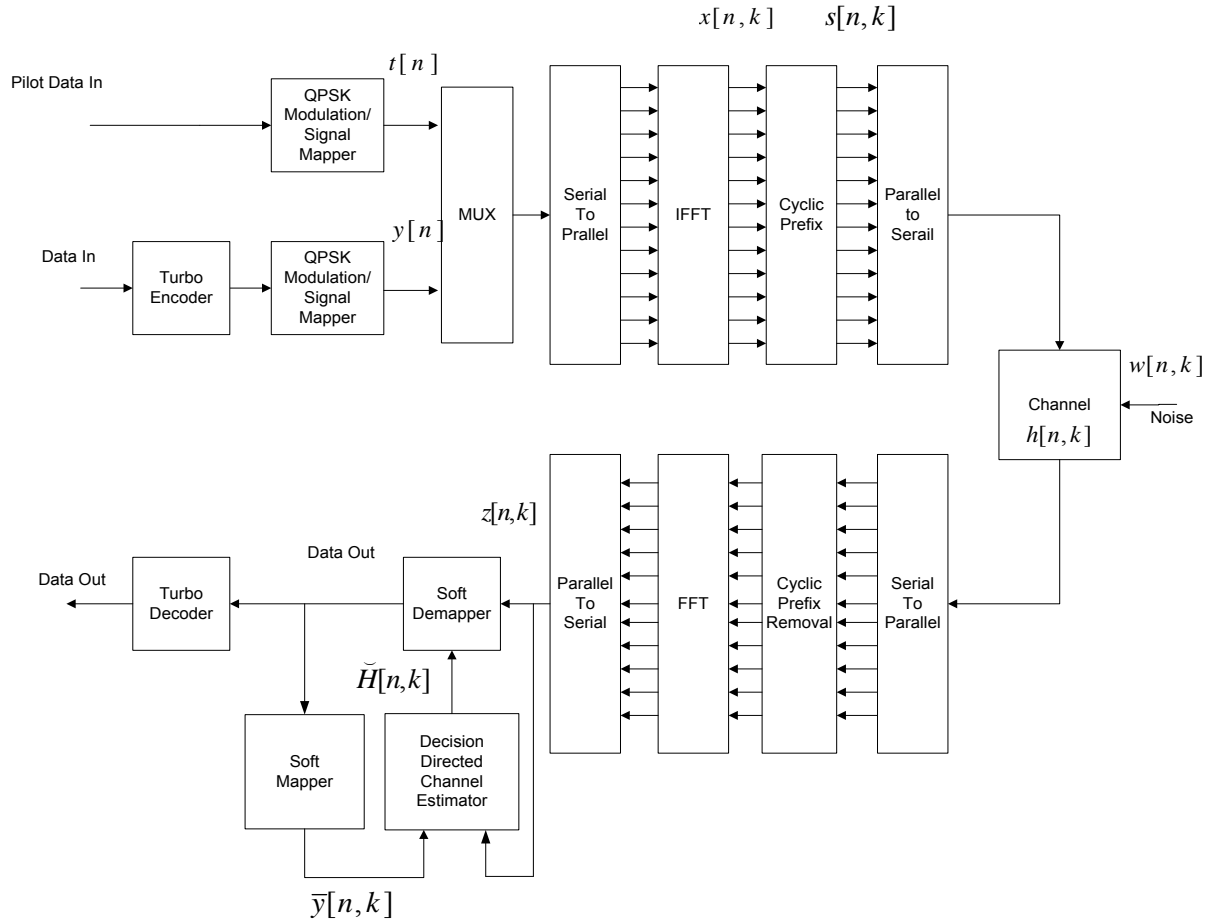 x[n,k]
s[n,k]
t[n]
Pilot Data In
QPSK
Modulation/
Signal
Mapper
MUX
Serial
To
Prallel
IFFT
Cyclic
Prefix
Parallel
to
Serail
y[n]
Data In
Turbo
Encoder
QPSK
Modulation/
Signal
Mapper
w[n,k]
Channel
h[n,k]
Noise
z[n,k]
Data Out
Data Out
Turbo
Decoder
Soft
Demapper
Parallel
To
Serial
FFT
Cyclic
Prefix
Removal
Serial
To
Parallel
H̆[n,k]
Soft
Mapper
Decision
Directed
Channel
Estimator
y̅[n,k]